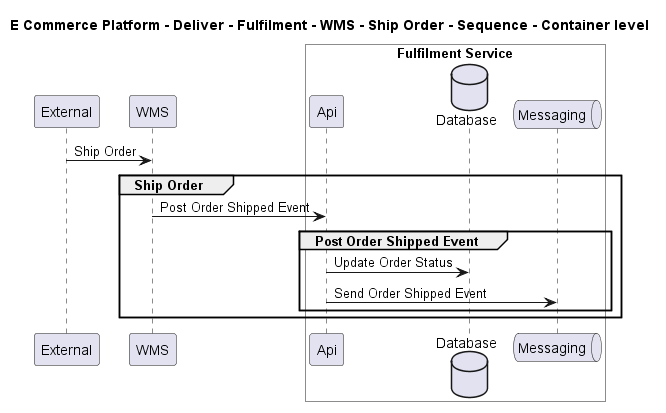 E Commerce Platform - Deliver - Fulfilment - WMS - Ship Order - Sequence - Container level
Fulfilment Service
External
WMS
Api
Database
Messaging
Ship Order
Ship Order
Post Order Shipped Event
Post Order Shipped Event
Update Order Status
Send Order Shipped Event
External
WMS
Api
Database
Messaging